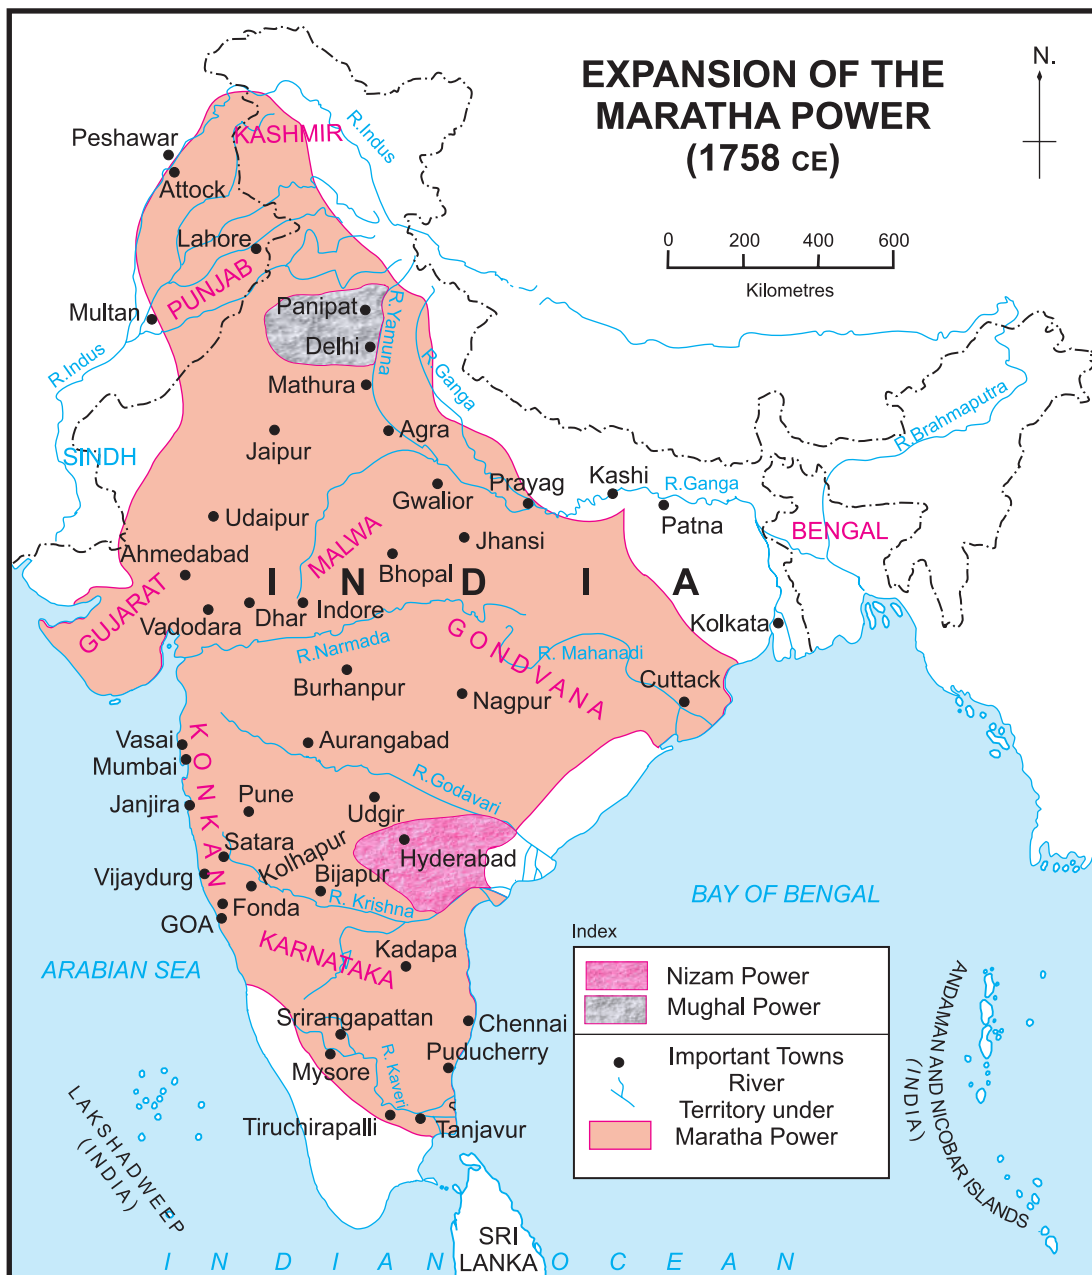 EXPANSION OF THE
MARATHA POWER
(1758 CE)
N.
0 200 400 600
Kilometres
Peshawar
KASHMIR
R.Indus
Attock
Lahore
PUNJAB
Multan
Panipat
R.Yamuna
R.Indus
Delhi
R.Ganga
Mathura
R.Brahmaputra
Jaipur
Agra
SINDH
Prayag
Kashi
R.Ganga
Gwalior
Patna
Udaipur
MALWA
Jhansi
BENGAL
Ahmedabad
Bhopal
I N D I A
GUJARAT
Vadodara
Dhar
Indore
Kolkata
R.Narmada
GONDVANA
R. Mahanadi
Burhanpur
Nagpur
Cuttack
KONKAN
Vasai
Aurangabad
Mumbai
R.Godavari
Janjira
Pune
Udgir
Satara
Hyderabad
Kolhapur
Vijaydurg
Bijapur
R. Krishna
Fonda
GOA
BAY OF BENGAL
KARNATAKA
Kadapa
ARABIAN SEA
Srirangapattan
Chennai
Puducherry
Mysore
R. Kaveri
Tiruchirapalli
Tanjavur
LAKSHADWEEP
(INDIA)
ANDAMAN AND NICOBAR ISLANDS
(INDIA)
Index
Nizam Power
Mughal Power
Important Towns
River
Territory under
Maratha Power
SRI
LANKA
INDIAN OCEAN